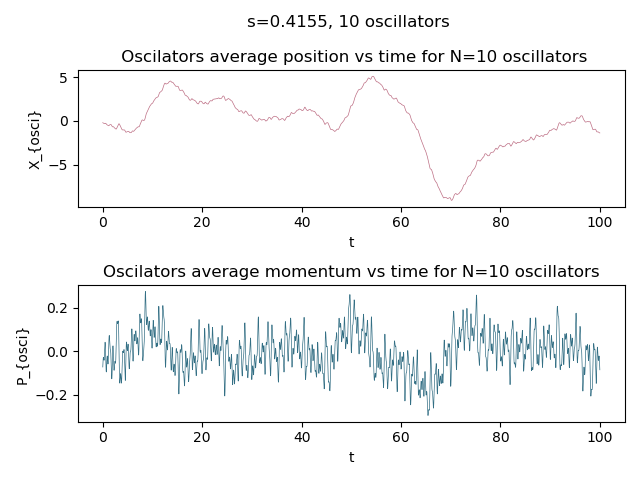 s=0.4155, 10 oscillators
Oscilators average position vs time for N=10 oscillators
5
0
−5
X_{osci}
0 20 40 60 80 100
t
Oscilators average momentum vs time for N=10 oscillators
0.2
0.0
−0.2
P_{osci}
0 20 40 60 80 100
t